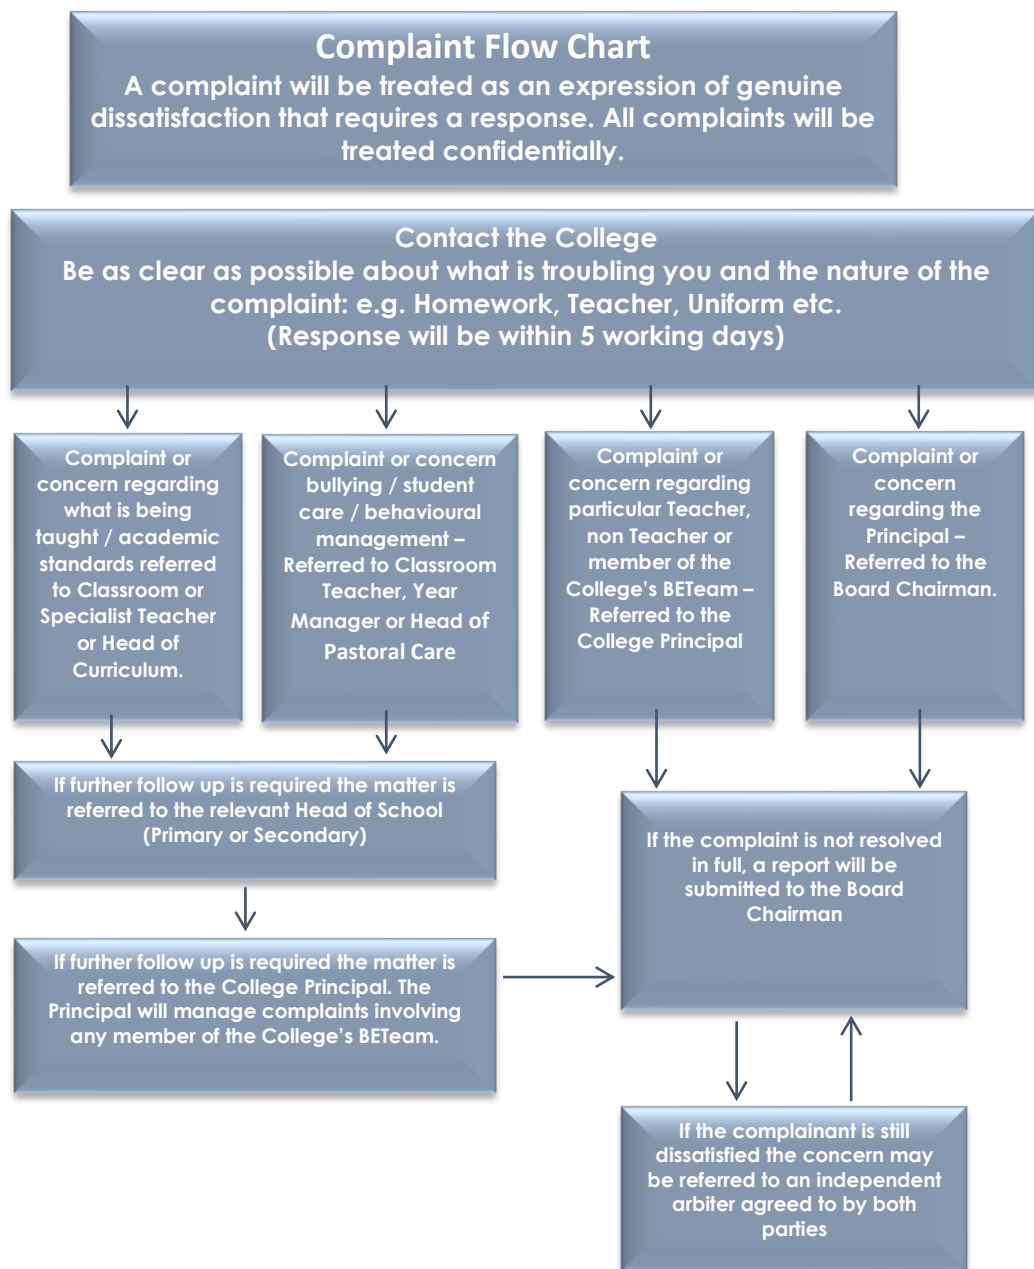 Complaint Flow Chart
A complaint will be treated as an expression of genuine
dissatisfaction that requires a response. All complaints will be
treated confidentially.
Contact the College
Be as clear as possible about what is troubling you and the nature of the
complaint: e.g. Homework, Teacher, Uniform etc.
(Response will be within 5 working days)
Complaint or
concern regarding
what is being
taught / academic
standards referred
to Classroom or
Specialist Teacher
or Head of
Curriculum.
Complaint or concern
bullying / student
care / behavioural
management –
Referred to Classroom
Teacher, Year
Manager or Head of
Pastoral Care
Complaint or
concern regarding
particular Teacher,
non Teacher or
member of the
College’s BETeam –
Referred to the
College Principal
Complaint or
concern
regarding the
Principal –
Referred to the
Board Chairman.
If further follow up is required the matter is
referred to the relevant Head of School
(Primary or Secondary)
If the complaint is not resolved
in full, a report will be
submitted to the Board
Chairman
If further follow up is required the matter is
referred to the College Principal. The
Principal will manage complaints involving
any member of the College’s BETeam.
If the complainant is still
dissatisfied the concern may
be referred to an independent
arbiter agreed to by both
parties